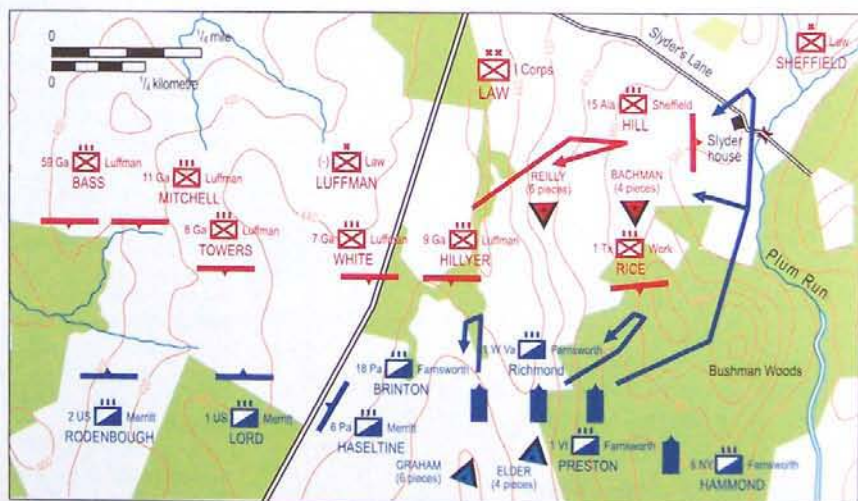 0 1/4 mile
0 1/4 kilometre
LAW
1 Corps
Slyder's Lane
Law
SHEFFIELD
15 Ala Sheffield
HILL
Slyder
house
59 Ga Luffman
BASS
11 Ga Luffman
MITCHELL
(-) Law
LUFFMAN
REILLY
(6 pieces)
BACHMAN
(4 pieces)
8 Ga Luffman
TOWERS
7 Ga Luffman
WHITE
9 Ga Luffman
HILLYER
1 Tx Work
RICE
Plum Run
18 Pa Farnsworth
BRINTON
1 W Va Farnsworth
Richmond
Bushman Woods
2 US Merritt
RODENBOUGH
1 US Merritt
LORD
6 Pa Merritt
HASELTINE
GRAHAM
(6 pieces)
ELDER
(4 pieces)
1 Vt Farnsworth
PRESTON
5 NY Farnsworth
HAMMOND